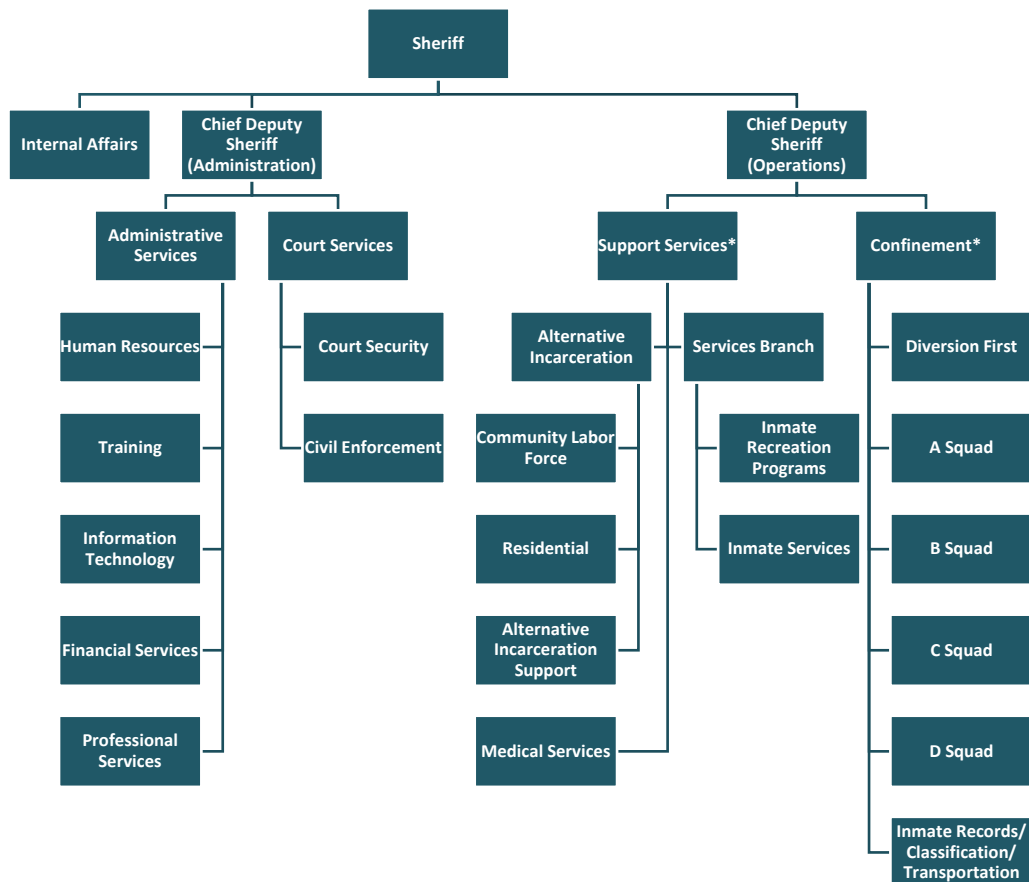 Sheriff
Internal Affairs
Chief Deputy
Sheriff
(Administration)
Chief Deputy
Sheriff
(Operations)
Administrative
Services
Court Services
Support Services*
Confinement*
Human Resources
Court Security
Alternative
Incarceration
Services Branch
Diversion First
Training
Civil Enforcement
Community Labor
Force
Inmate
Recreation
Programs
A Squad
Information
Technology
Residential
Inmate Services
B Squad
Financial Services
Alternative
Incarceration
Support
C Squad
Professional
Services
Medical Services
D Squad
Inmate Records/
Classification/
Transportation